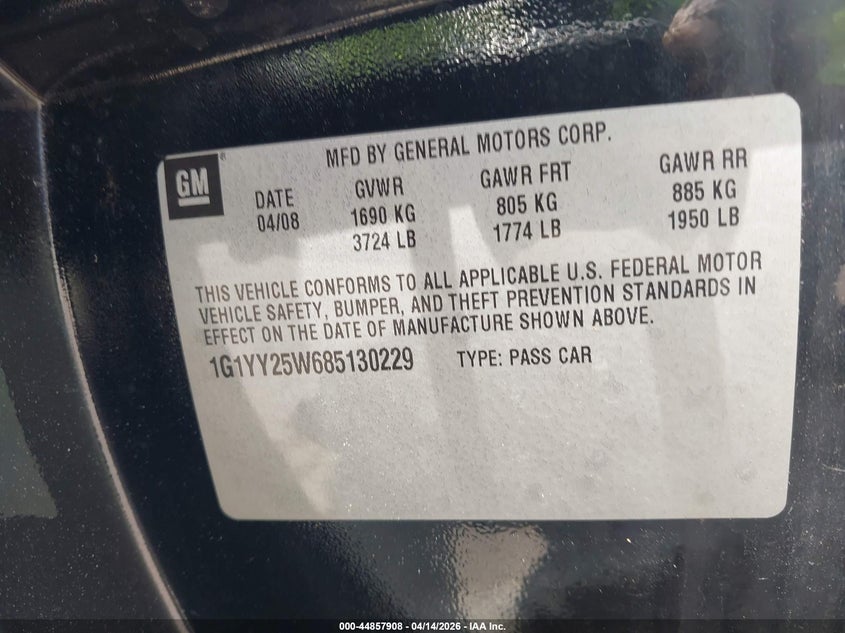 MFD BY GENERAL MOTORS CORP.
GM®
DATE GVWR GAWR FRT GAWR RR
04/08 1690 KG 805 KG 885 KG
3724 LB 1774 LB 1950 LB
THIS VEHICLE CONFORMS TO ALL APPLICABLE U.S. FEDERAL MOTOR
VEHICLE SAFETY, BUMPER, AND THEFT PREVENTION STANDARDS IN
EFFECT ON THE DATE OF MANUFACTURE SHOWN ABOVE.
1G1YY25W685130229 TYPE: PASS CAR
000-44857908 - 04/14/2026 - IAA Inc.